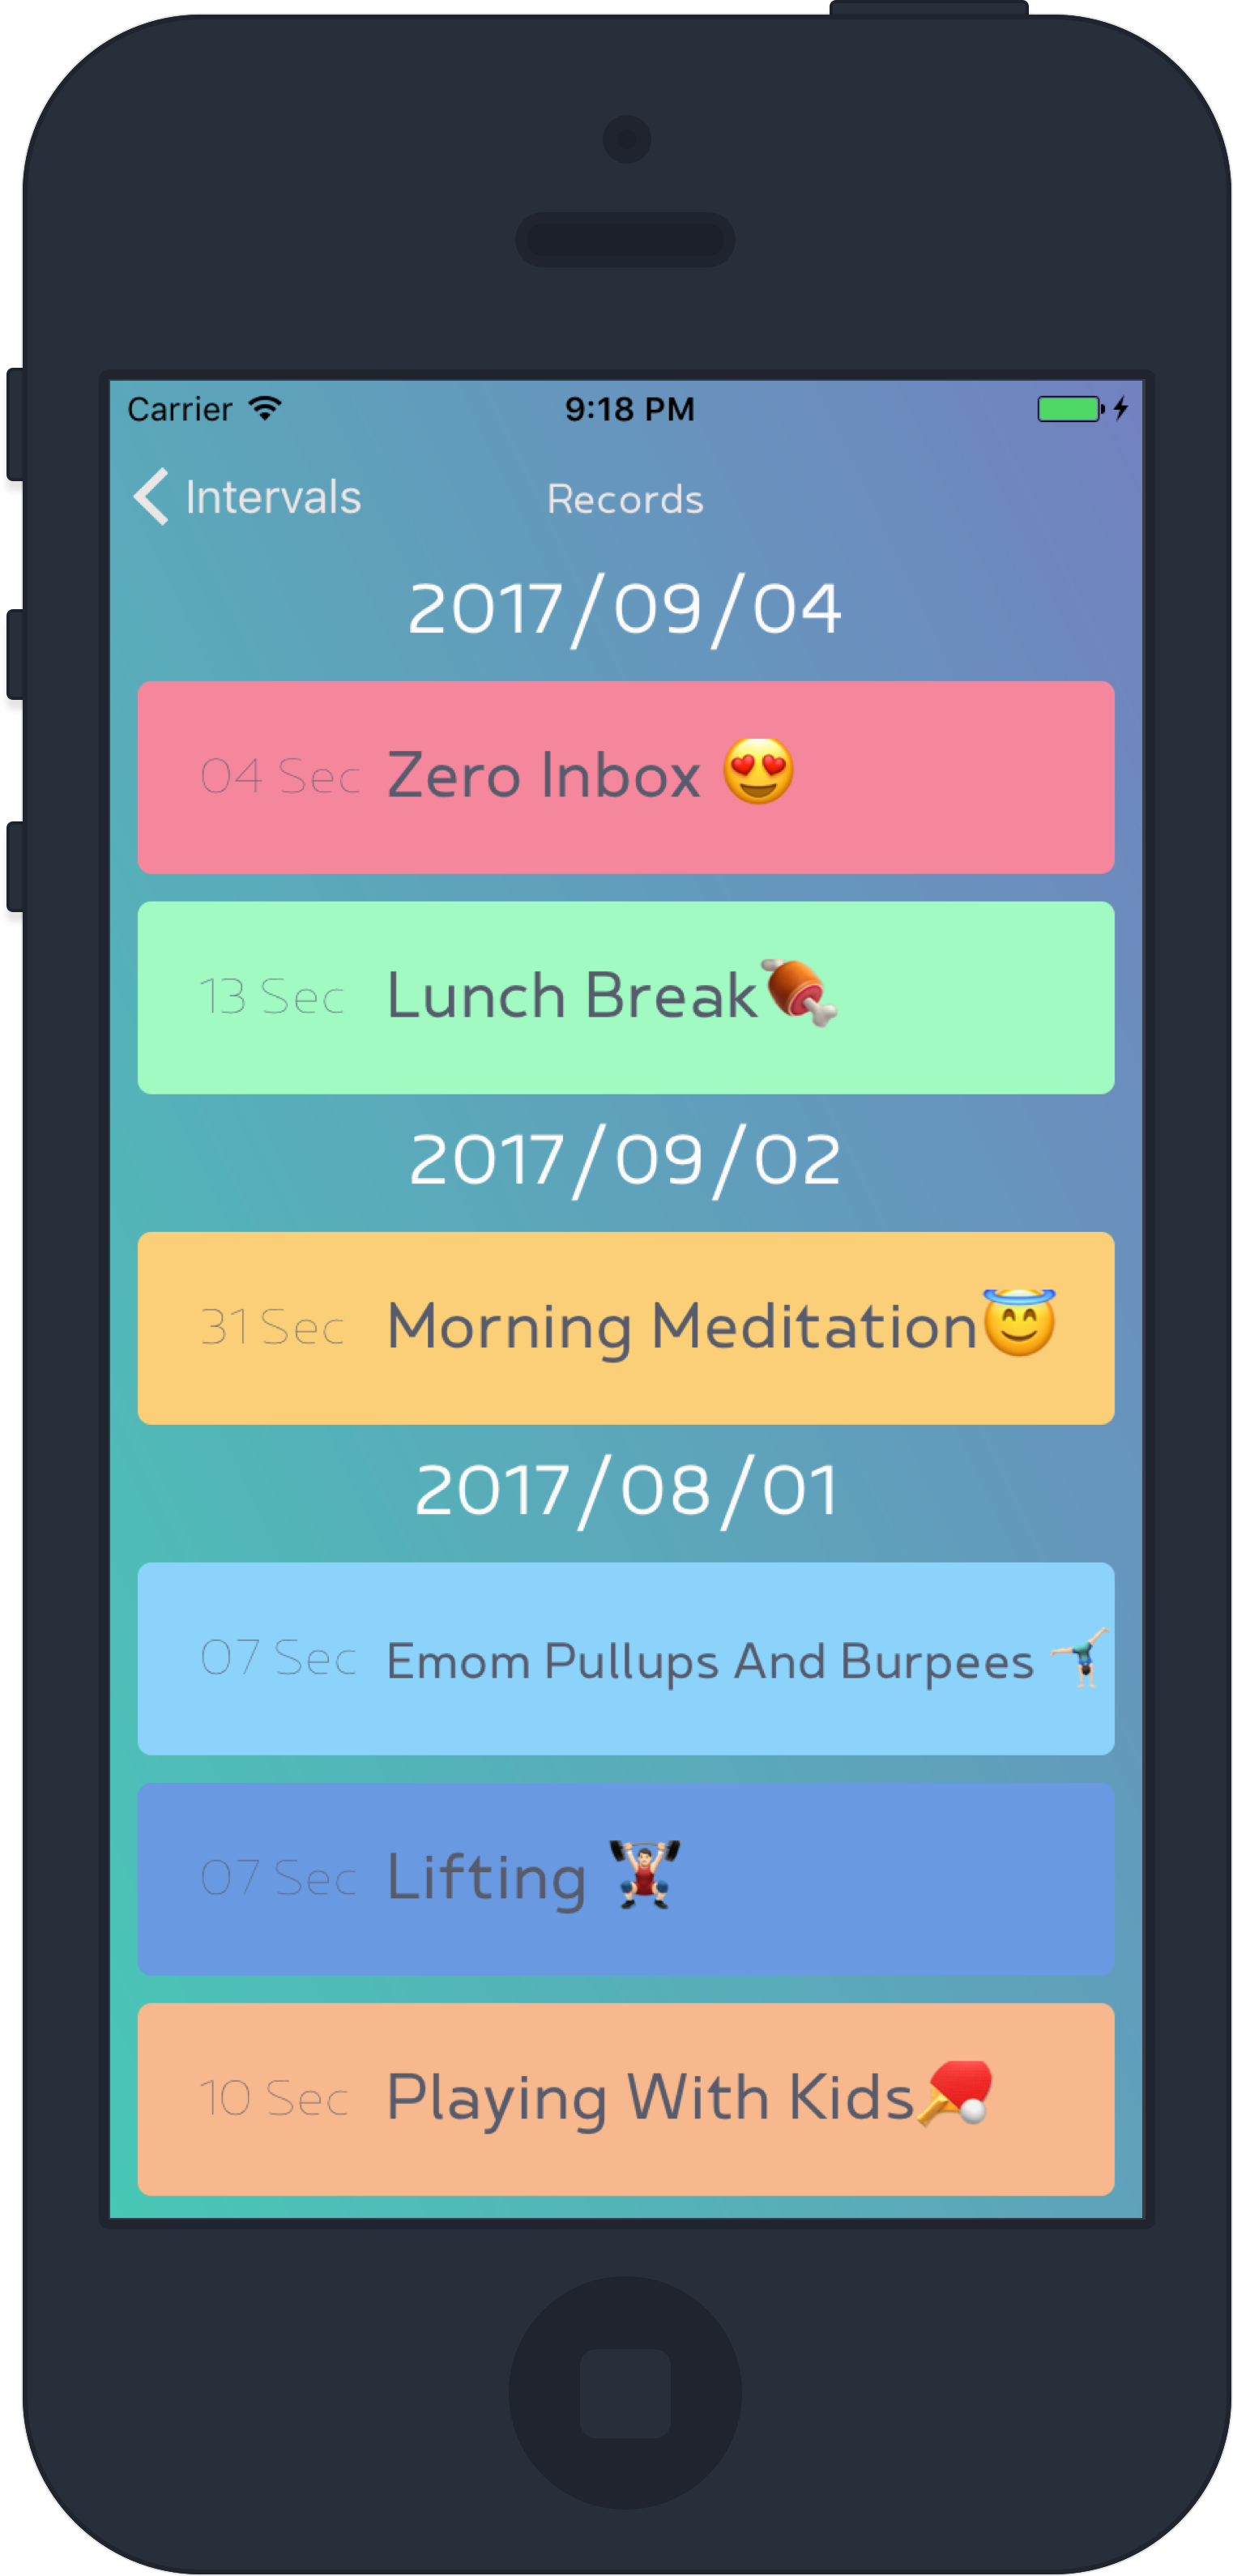 Carrier 9:18 PM
Intervals Records
2017/09/04
04 Sec Zero Inbox 😍
13 Sec Lunch Break🍖
2017/09/02
31 Sec Morning Meditation😇
2017/08/01
07 Sec Emom Pullups And Burpees 🤸🏻‍♂️
07 Sec Lifting 🏋🏻
10 Sec Playing With Kids🏓